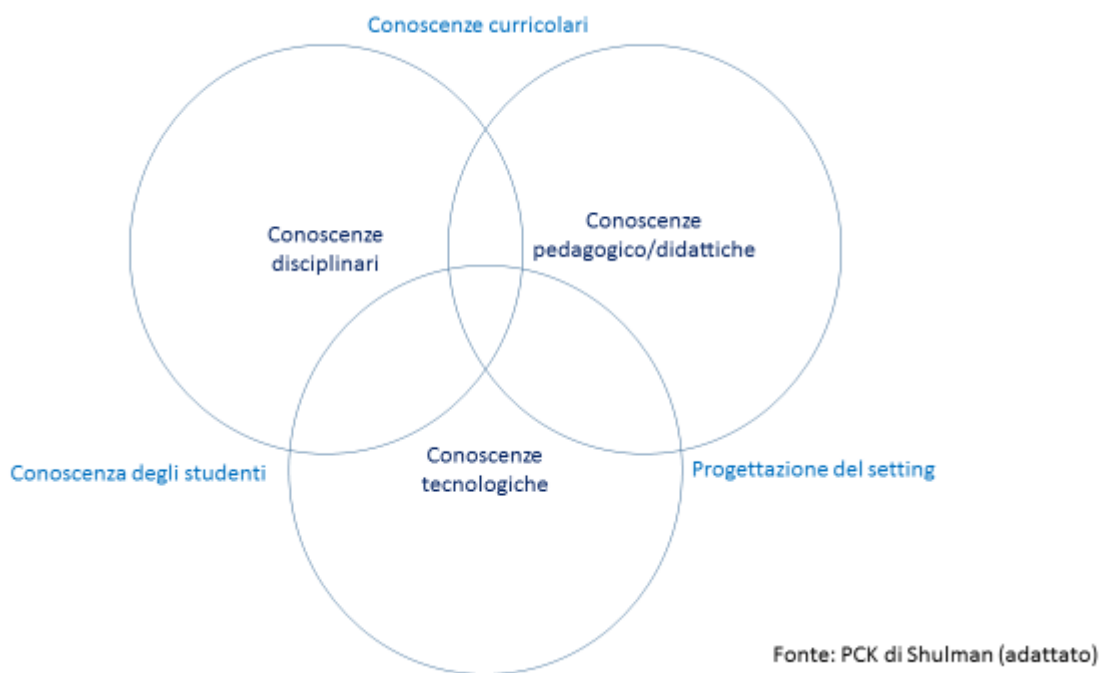 Conoscenze curricolari
Conoscenze
disciplinari
Conoscenze
pedagogico/didattiche
Conoscenza degli studenti
Conoscenze
tecnologiche
Progettazione del setting
Fonte: PCK di Shulman (adattato)